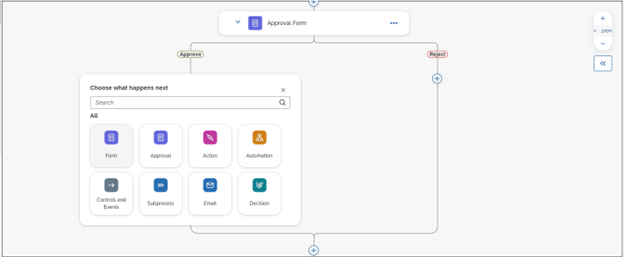 Approval Form
100%
Approve
Reject
Choose what happens next
Search
All
Form
Approval
Action
Automation
Controls and
Events
Subprocess
Email
Decision